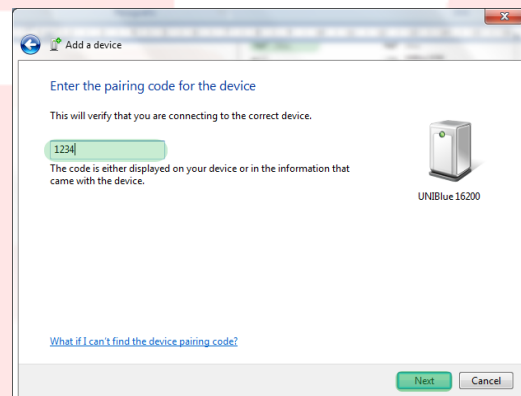 Add a device
Enter the pairing code for the device
This will verify that you are connecting to the correct device.
1234
The code is either displayed on your device or in the information that
came with the device.
UNIBlue 16200
What if I can't find the device pairing code?
Next
Cancel